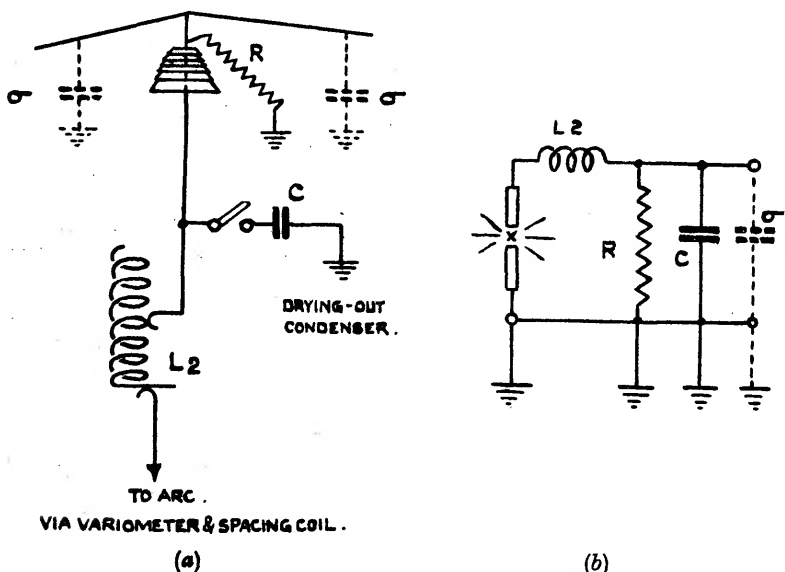 R
σ
σ
C
DRYING-OUT
CONDENSER.
L2
TO ARC.
VIA VARIOMETER & SPACING COIL.
(a)
L2
R
C
σ
x
(b)